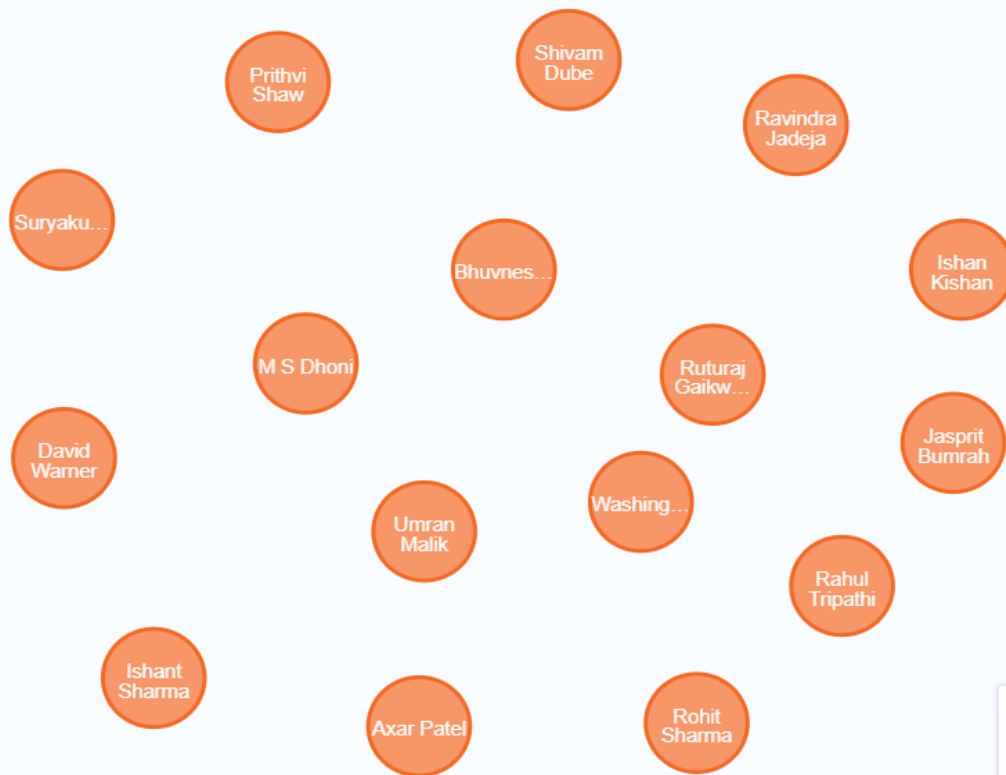 Shivam
Dube
Prithvi
Shaw
Ravindra
Jadeja
Suryaku...
Bhuvnes...
Ishan
Kishan
M S Dhoni
Ruturaj
Gaikw...
Jasprit
Bumrah
David
Warner
Washing...
Umran
Malik
Rahul
Tripathi
Ishant
Sharma
Axar Patel
Rohit
Sharma